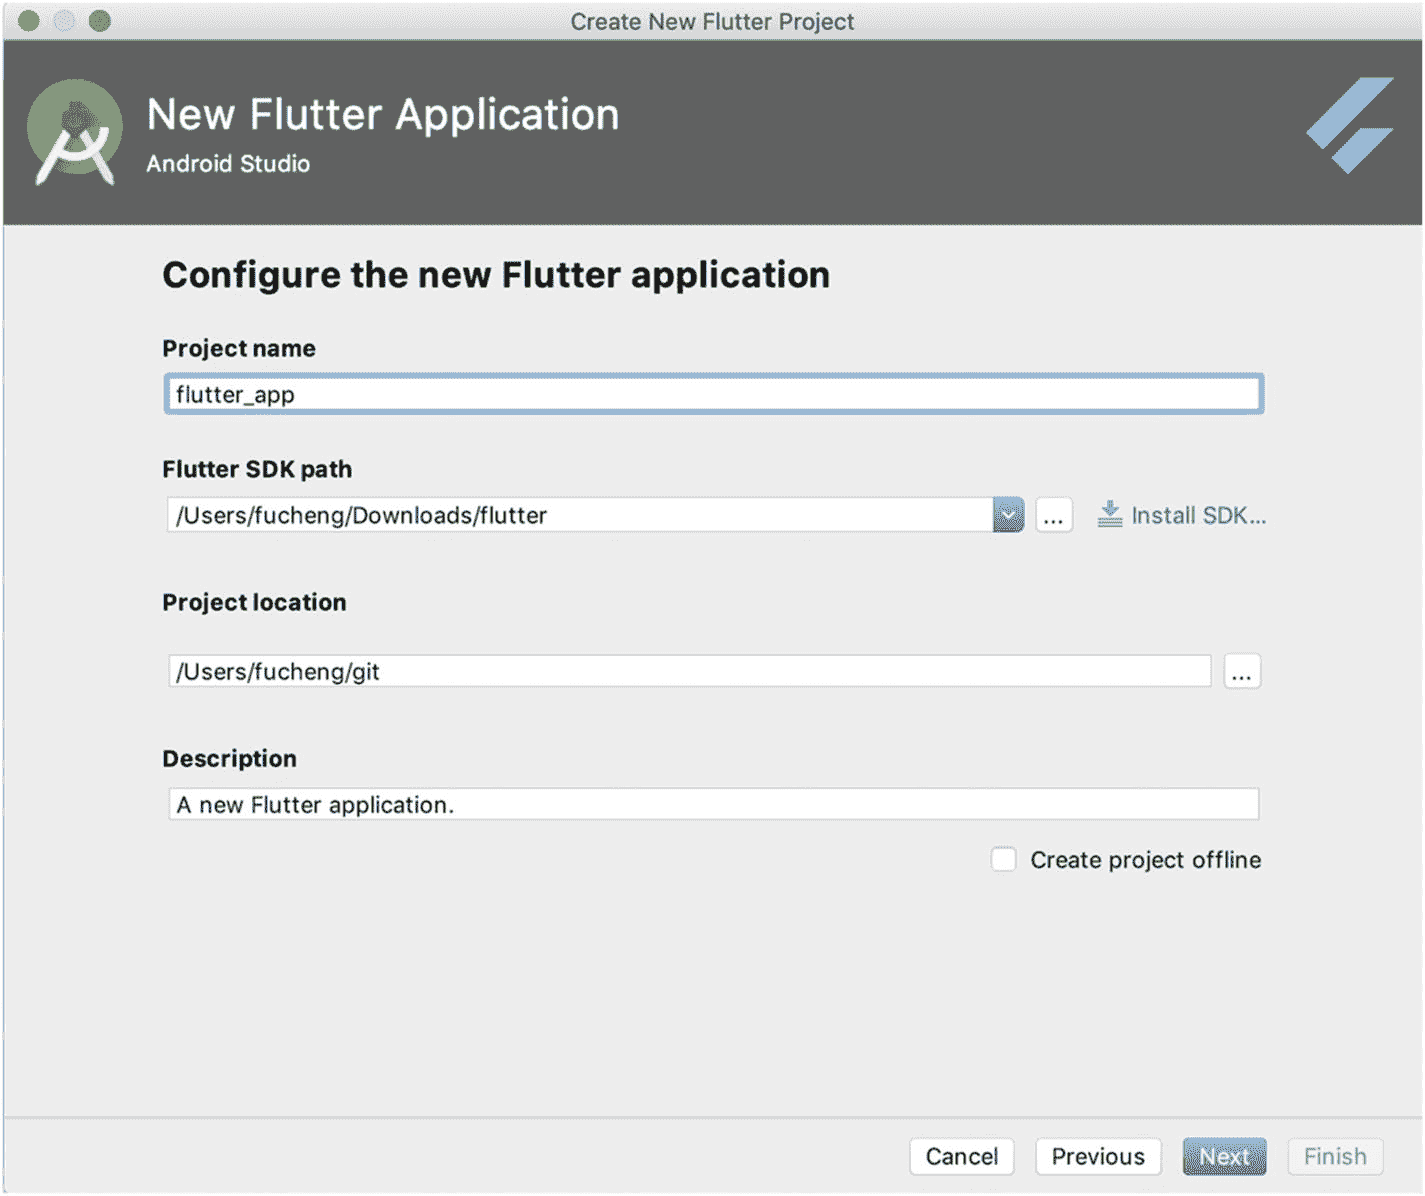 Create New Flutter Project
New Flutter Application
Android Studio
Configure the new Flutter application
Project name
flutter_app
Flutter SDK path
/Users/fucheng/Downloads/flutter
... Install SDK...
Project location
/Users/fucheng/git
...
Description
A new Flutter application.
Create project offline
Cancel Previous Next Finish